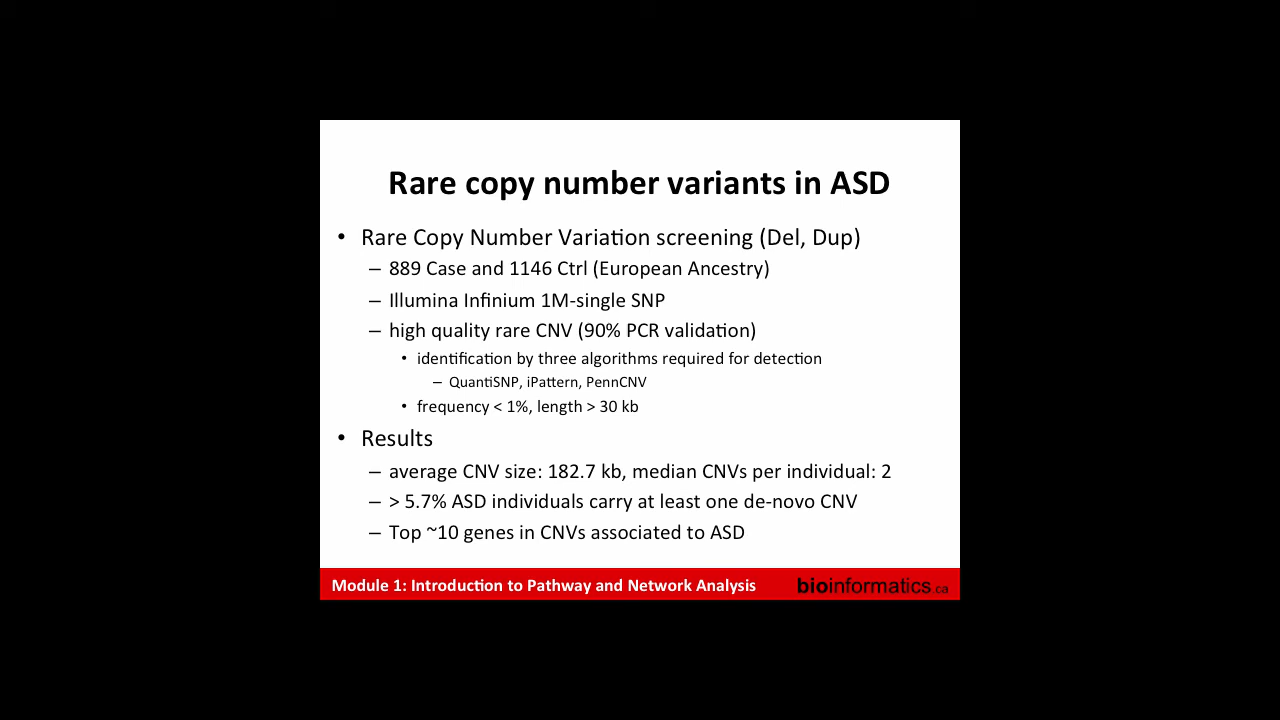 Rare copy number variants in ASD
• Rare Copy Number Variation screening (Del, Dup)
– 889 Case and 1146 Ctrl (European Ancestry)
– Illumina Infinium 1M-single SNP
– high quality rare CNV (90% PCR validation)
• identification by three algorithms required for detection
– QuantiSNP, iPattern, PennCNV
• frequency < 1%, length > 30 kb
• Results
– average CNV size: 182.7 kb, median CNVs per individual: 2
– > 5.7% ASD individuals carry at least one de-novo CNV
– Top ~10 genes in CNVs associated to ASD
Module 1: Introduction to Pathway and Network Analysis bioinformatics.ca